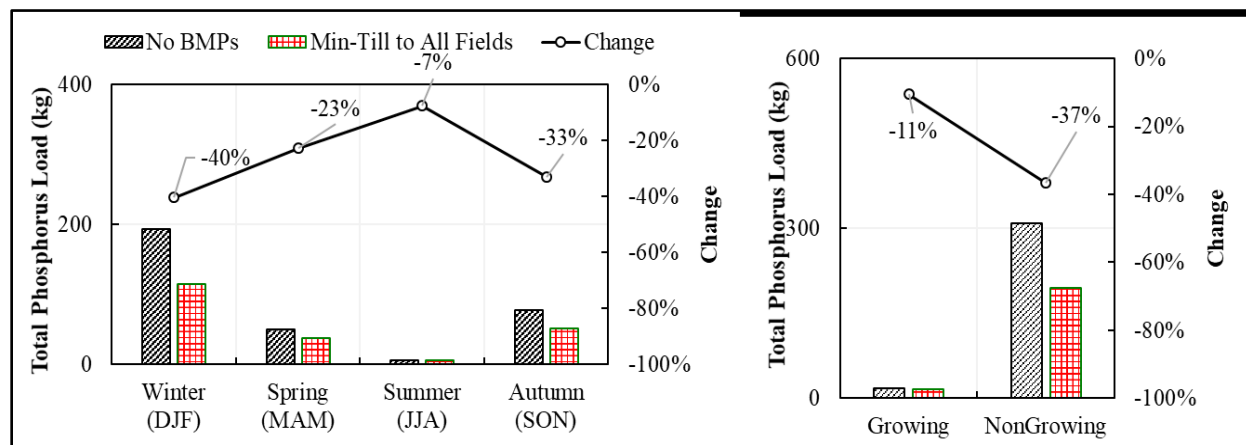 No BMPs Min-Till to All Fields Change
Total Phosphorus Load (kg)
400
200
0
-40%
-23%
-7%
-33%
0%
-20%
-40%
-60%
-80%
-100%
Change
Winter
(DJF)
Spring
(MAM)
Summer
(JJA)
Autumn
(SON)
Total Phosphorus Load (kg)
600
300
0
-11%
-37%
0%
-20%
-40%
-60%
-80%
-100%
Change
Growing NonGrowing